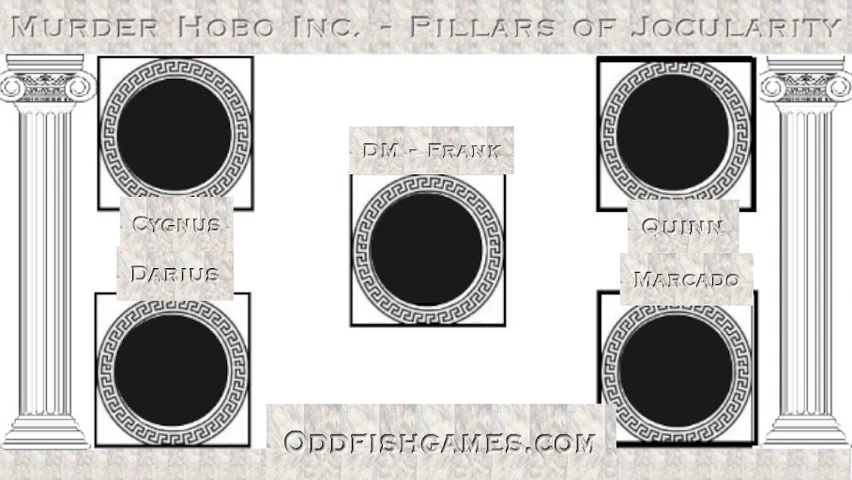 Murder Hobo Inc. - Pillars of Jocularity
DM - Frank
Cygnus
Quinn
Darius
Marcado
Oddfishgames.com